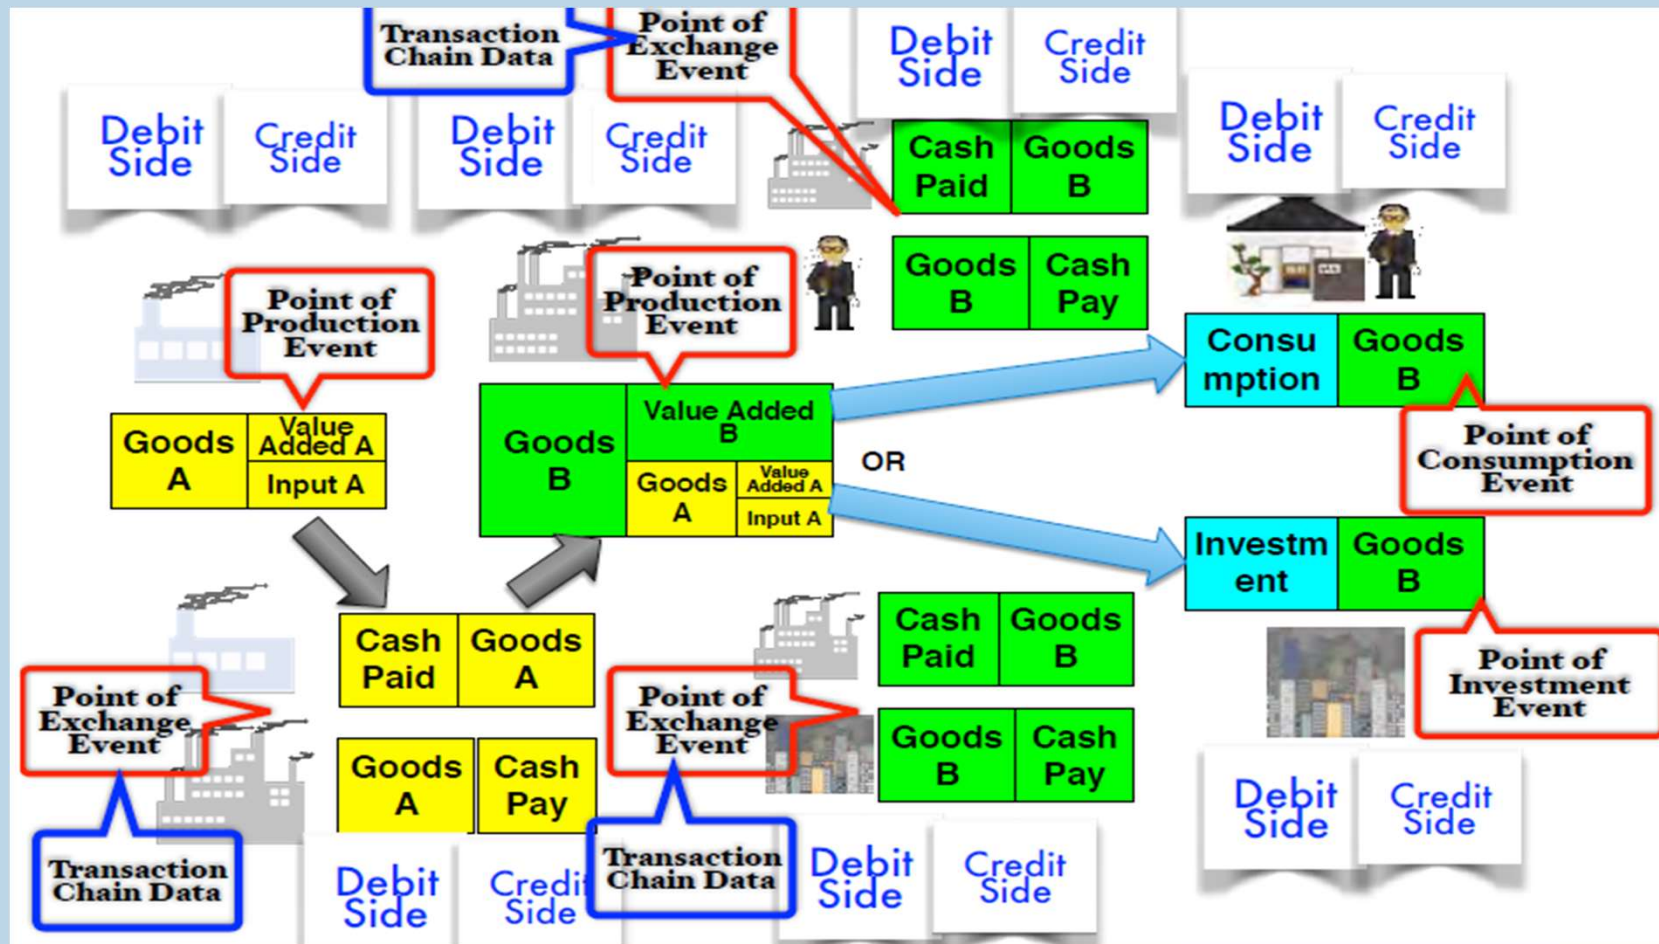 Transaction
Chain Data
Point of
Exchange
Event
Debit
Side
Credit
Side
Debit
Side
Credit
Side
Debit
Side
Credit
Side
Debit
Side
Credit
Side
Cash
Paid
Goods
B
Goods
B
Cash
Pay
Point of
Production
Event
Point of
Production
Event
Goods
A
Value
Added A
Input A
Goods
B
Value Added
B
Goods
A
Value
Added A
Input A
OR
Consu
mption
Goods
B
Point of
Consumption
Event
Investm
ent
Goods
B
Point of
Investment
Event
Cash
Paid
Goods
A
Goods
A
Cash
Pay
Point of
Exchange
Event
Transaction
Chain Data
Point of
Exchange
Event
Transaction
Chain Data
Cash
Paid
Goods
B
Goods
B
Cash
Pay
Debit
Side
Credit
Side
Debit
Side
Credit
Side
Debit
Side
Credit
Side